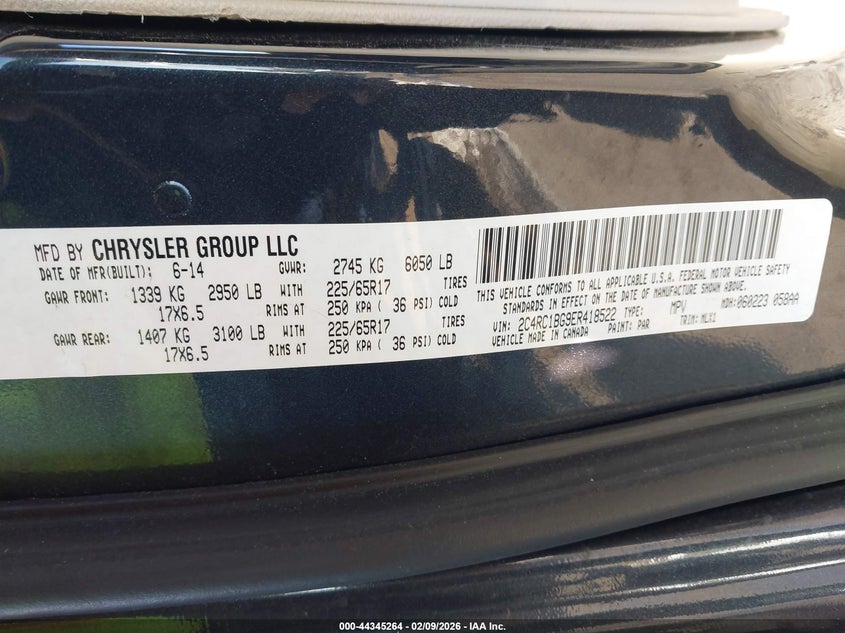 MFD BY CHRYSLER GROUP LLC
DATE OF MFR(BUILT): 6-14 GVWR: 2745 KG 6050 LB
GAWR FRONT: 1339 KG 2950 LB WITH 225/65R17 TIRES
17X6.5 RIMS AT 250 KPA ( 36 PSI) COLD
GAWR REAR: 1407 KG 3100 LB WITH 225/65R17 TIRES
17X6.5 RIMS AT 250 KPA ( 36 PSI) COLD
THIS VEHICLE CONFORMS TO ALL APPLICABLE U.S.A. FEDERAL MOTOR VEHICLE SAFETY
STANDARDS IN EFFECT ON THE DATE OF MANUFACTURE SHOWN ABOVE.
VIN: 2C4RC1BG9ER418522 TYPE: MPV MDH: 060223 058AA
VEHICLE MADE IN CANADA PAINT: PAR TRIM: MLX1
000-44345264 - 02/09/2026 - IAA Inc.